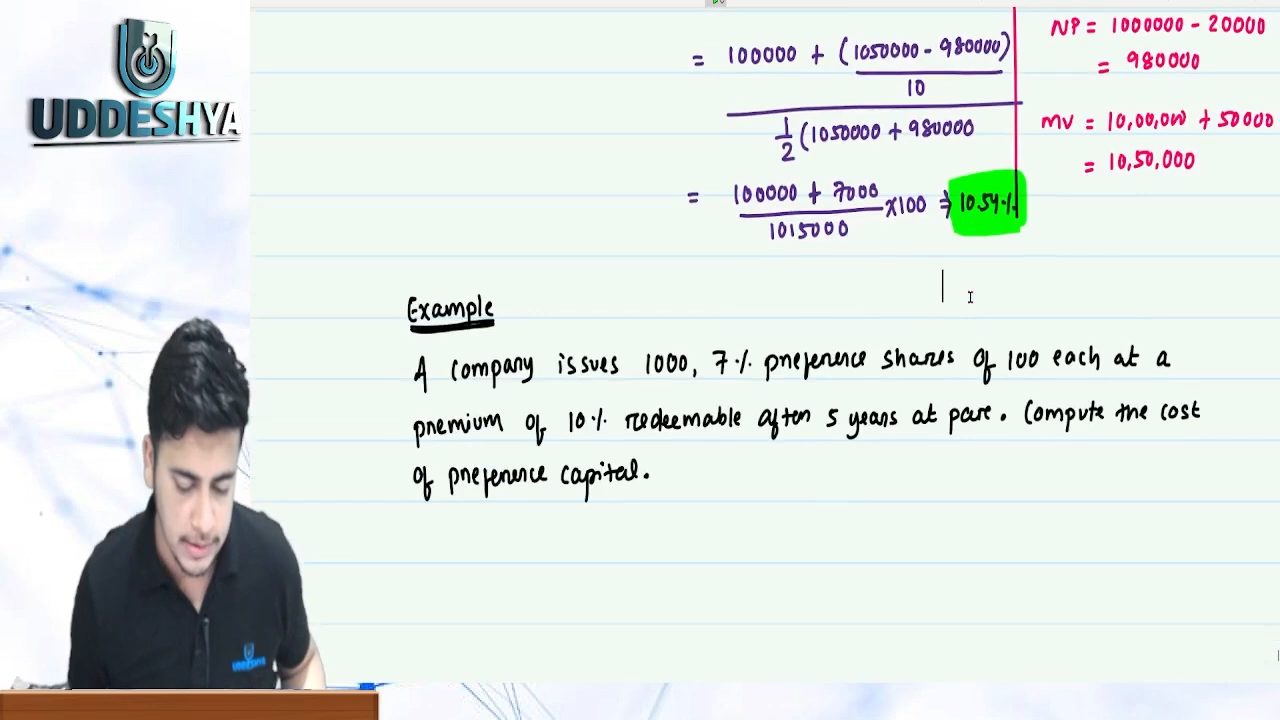 UDDESHYA
= 100000 + (1050000 - 980000)
10
1/2 (1050000 + 980000
= 100000 + 7000
1015000
×100 ⇒ 10.54%
NP = 1000000 - 20000
= 980000
MV = 10,00,000 + 50000
= 10,50,000
Example
A company issues 1000, 7% preference shares of 100 each at a
premium of 10% redeemable after 5 years at par. Compute the cost
of preference capital.
UDDESHYA